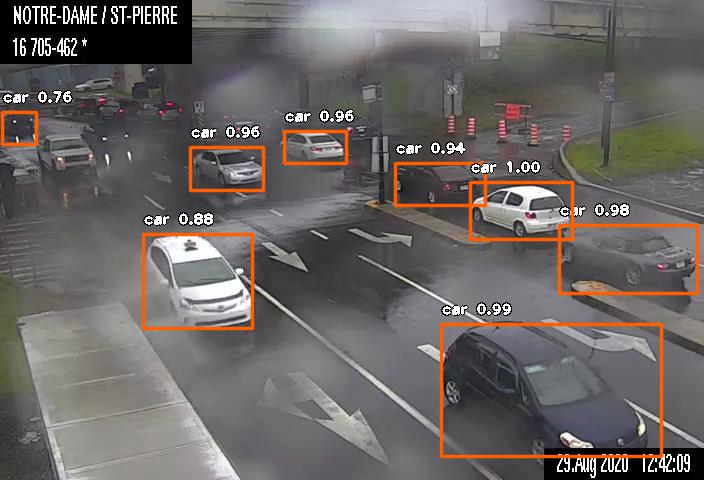 NOTRE-DAME / ST-PIERRE
16 705-462 *
car 0.76
car 0.96
car 0.96
car 0.94
car 1.00
car 0.98
car 0.88
car 0.99
29.Aug 2020 12:42:09